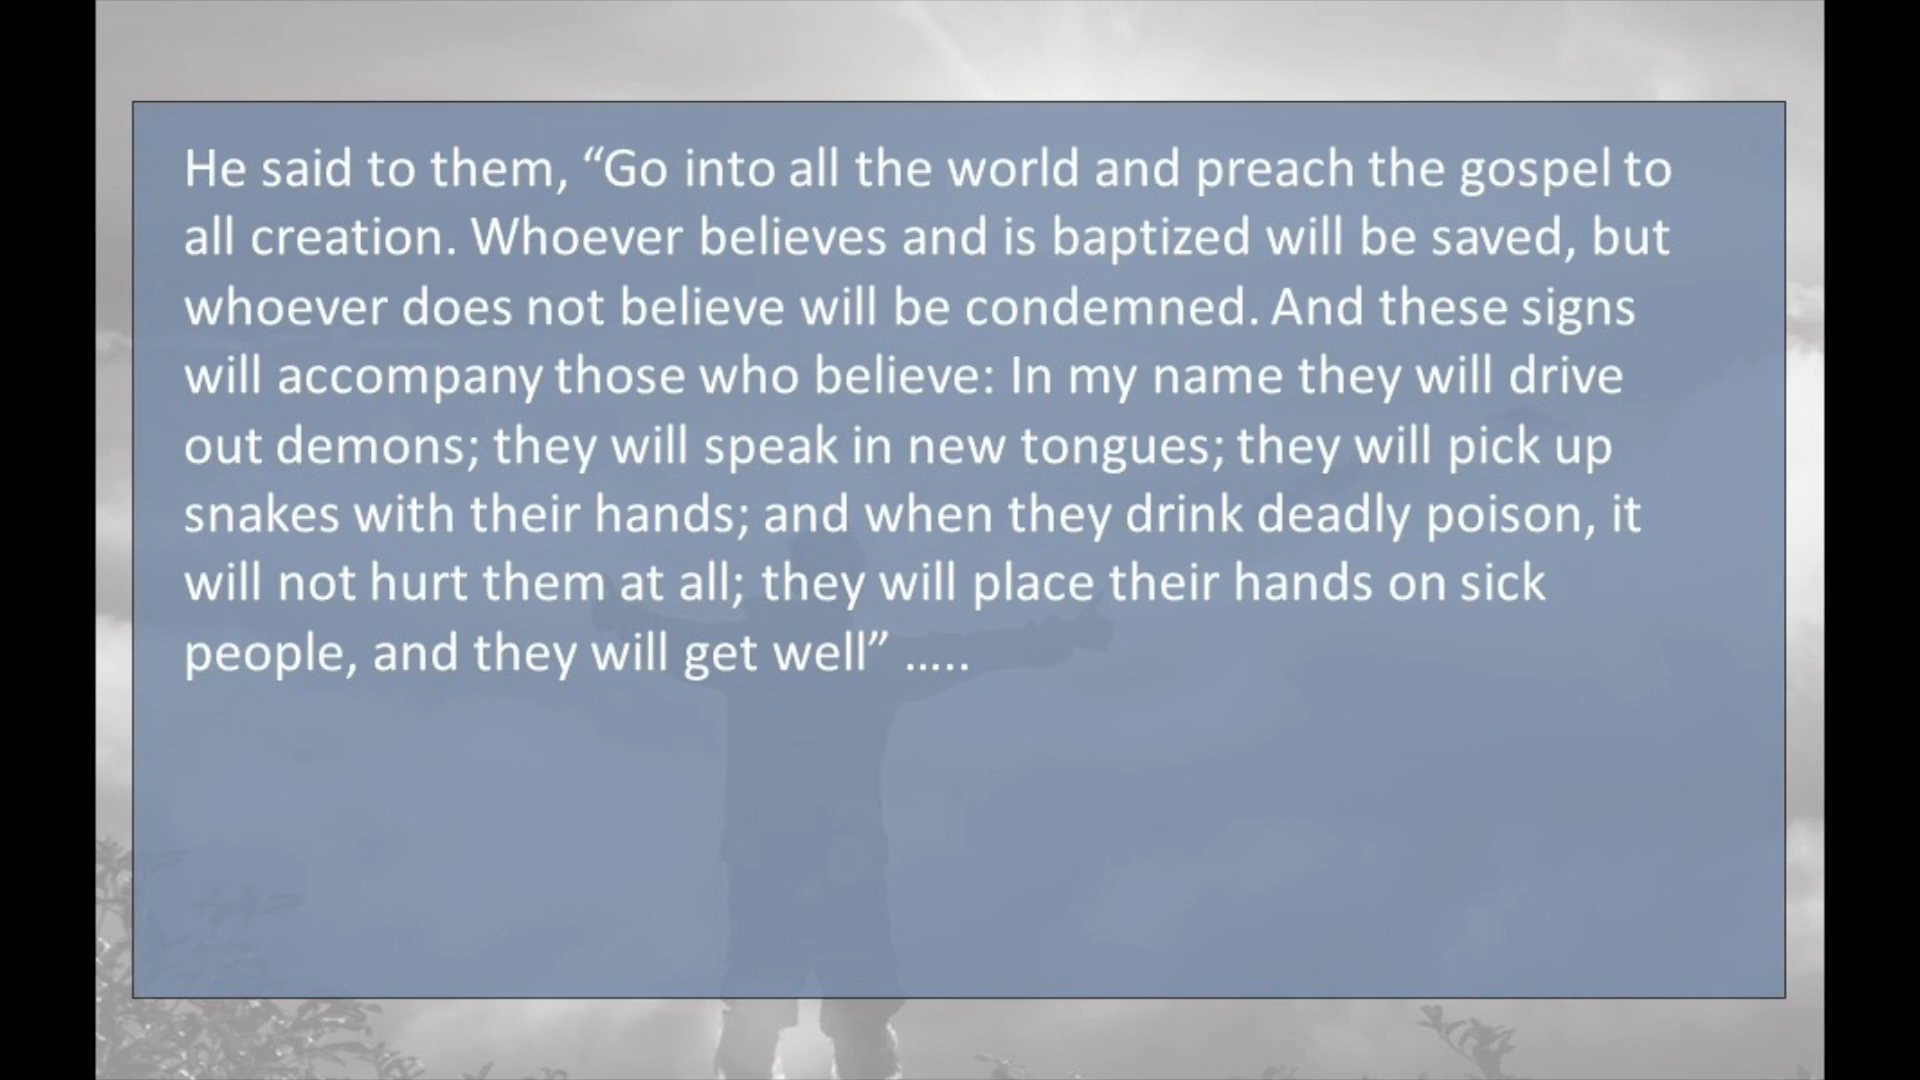 He said to them, “Go into all the world and preach the gospel to
all creation. Whoever believes and is baptized will be saved, but
whoever does not believe will be condemned. And these signs
will accompany those who believe: In my name they will drive
out demons; they will speak in new tongues; they will pick up
snakes with their hands; and when they drink deadly poison, it
will not hurt them at all; they will place their hands on sick
people, and they will get well” .....